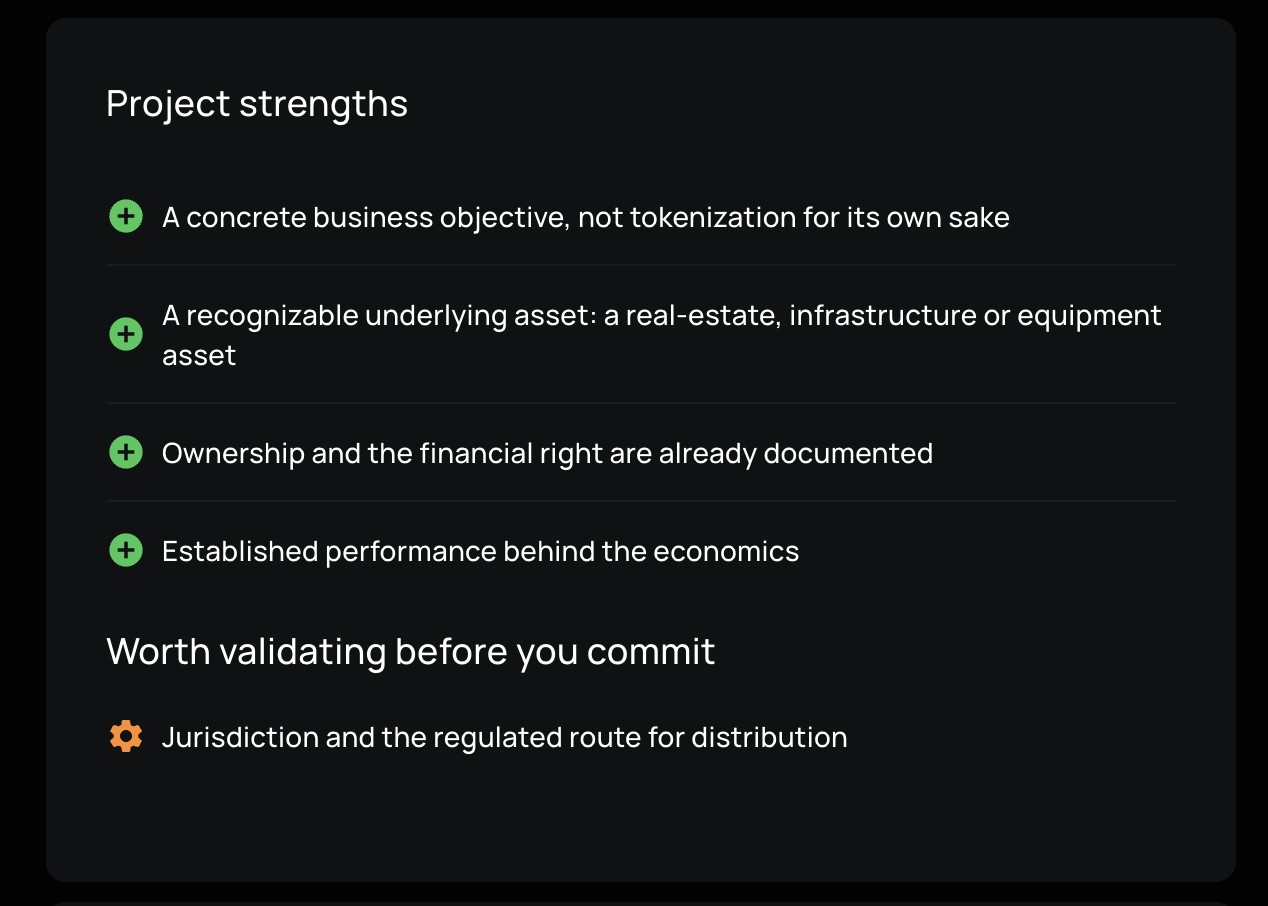 Project strengths
A concrete business objective, not tokenization for its own sake
A recognizable underlying asset: a real-estate, infrastructure or equipment
asset
Ownership and the financial right are already documented
Established performance behind the economics
Worth validating before you commit
Jurisdiction and the regulated route for distribution